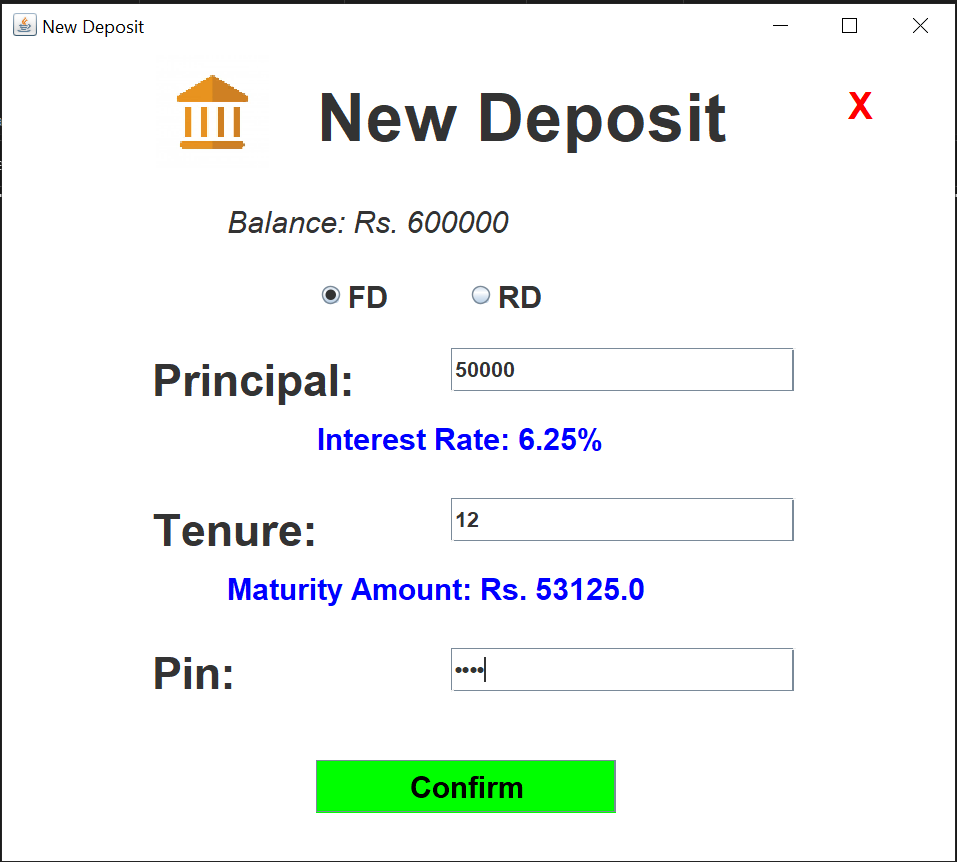 New Deposit
New Deposit X
Balance: Rs. 600000
FD RD
Principal: 50000
Interest Rate: 6.25%
Tenure: 12
Maturity Amount: Rs. 53125.0
Pin: ••••
Confirm